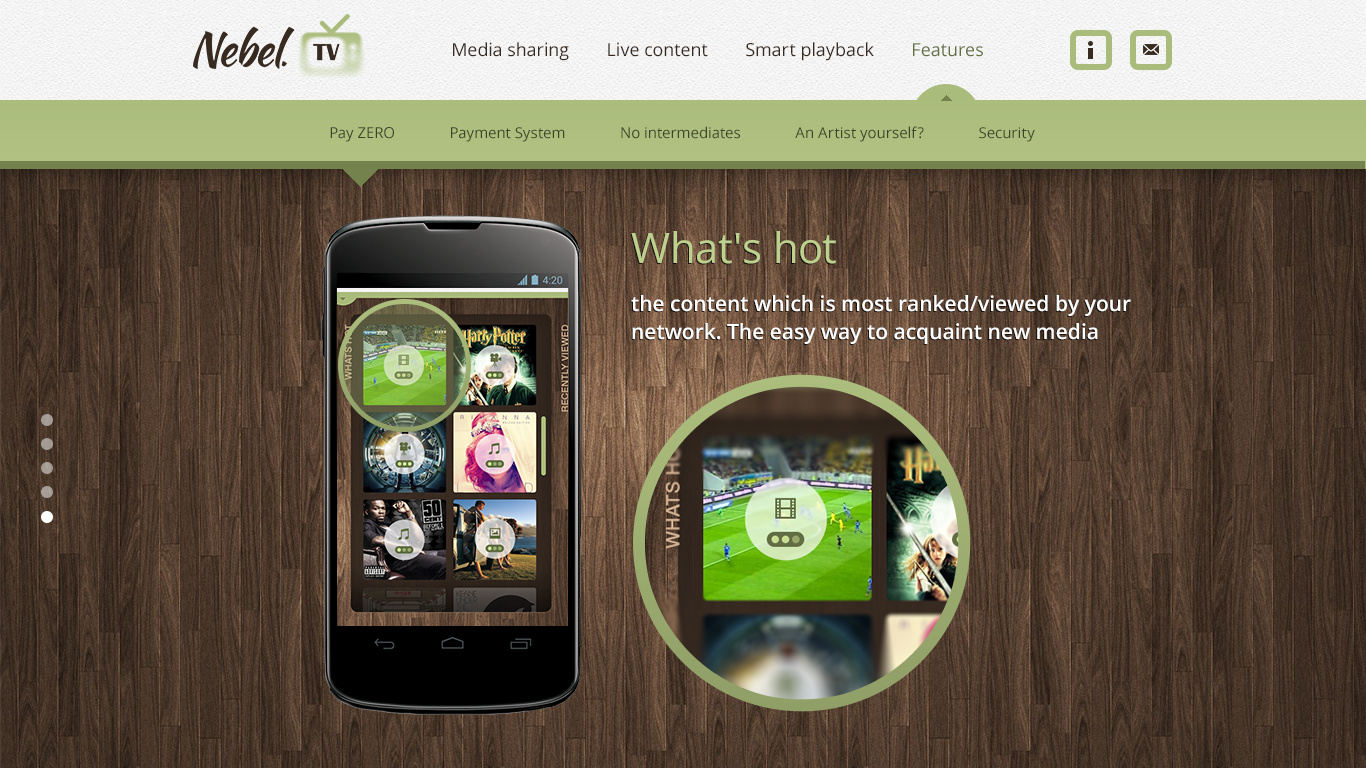 Nebel. TV
Media sharing
Live content
Smart playback
Features
Pay ZERO
Payment System
No intermediates
An Artist yourself?
Security
What's hot
the content which is most ranked/viewed by your
network. The easy way to acquaint new media
4:20
WHATS HOT
RECENTLY VIEWED
Harry Potter
RIHANNA
50
CENT
WHATS HO